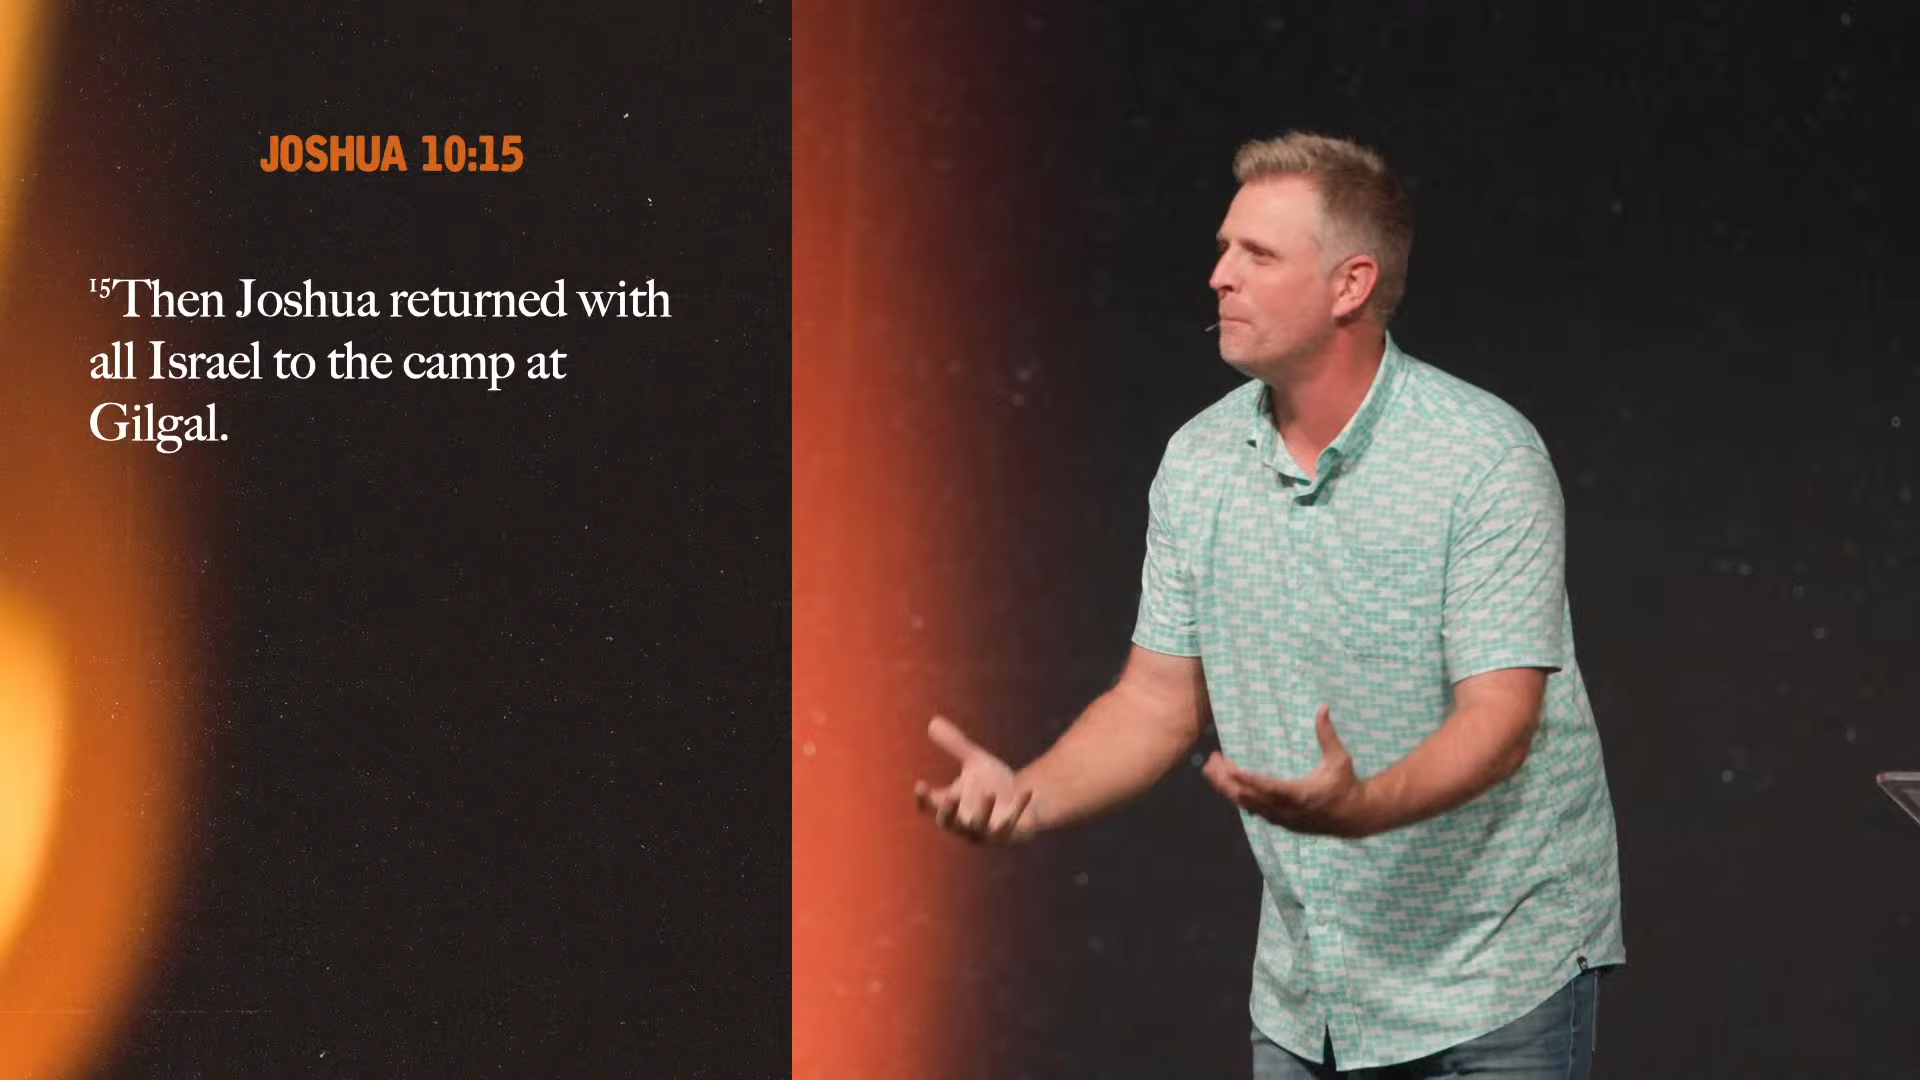 JOSHUA 10:15
¹⁵Then Joshua returned with
all Israel to the camp at
Gilgal.